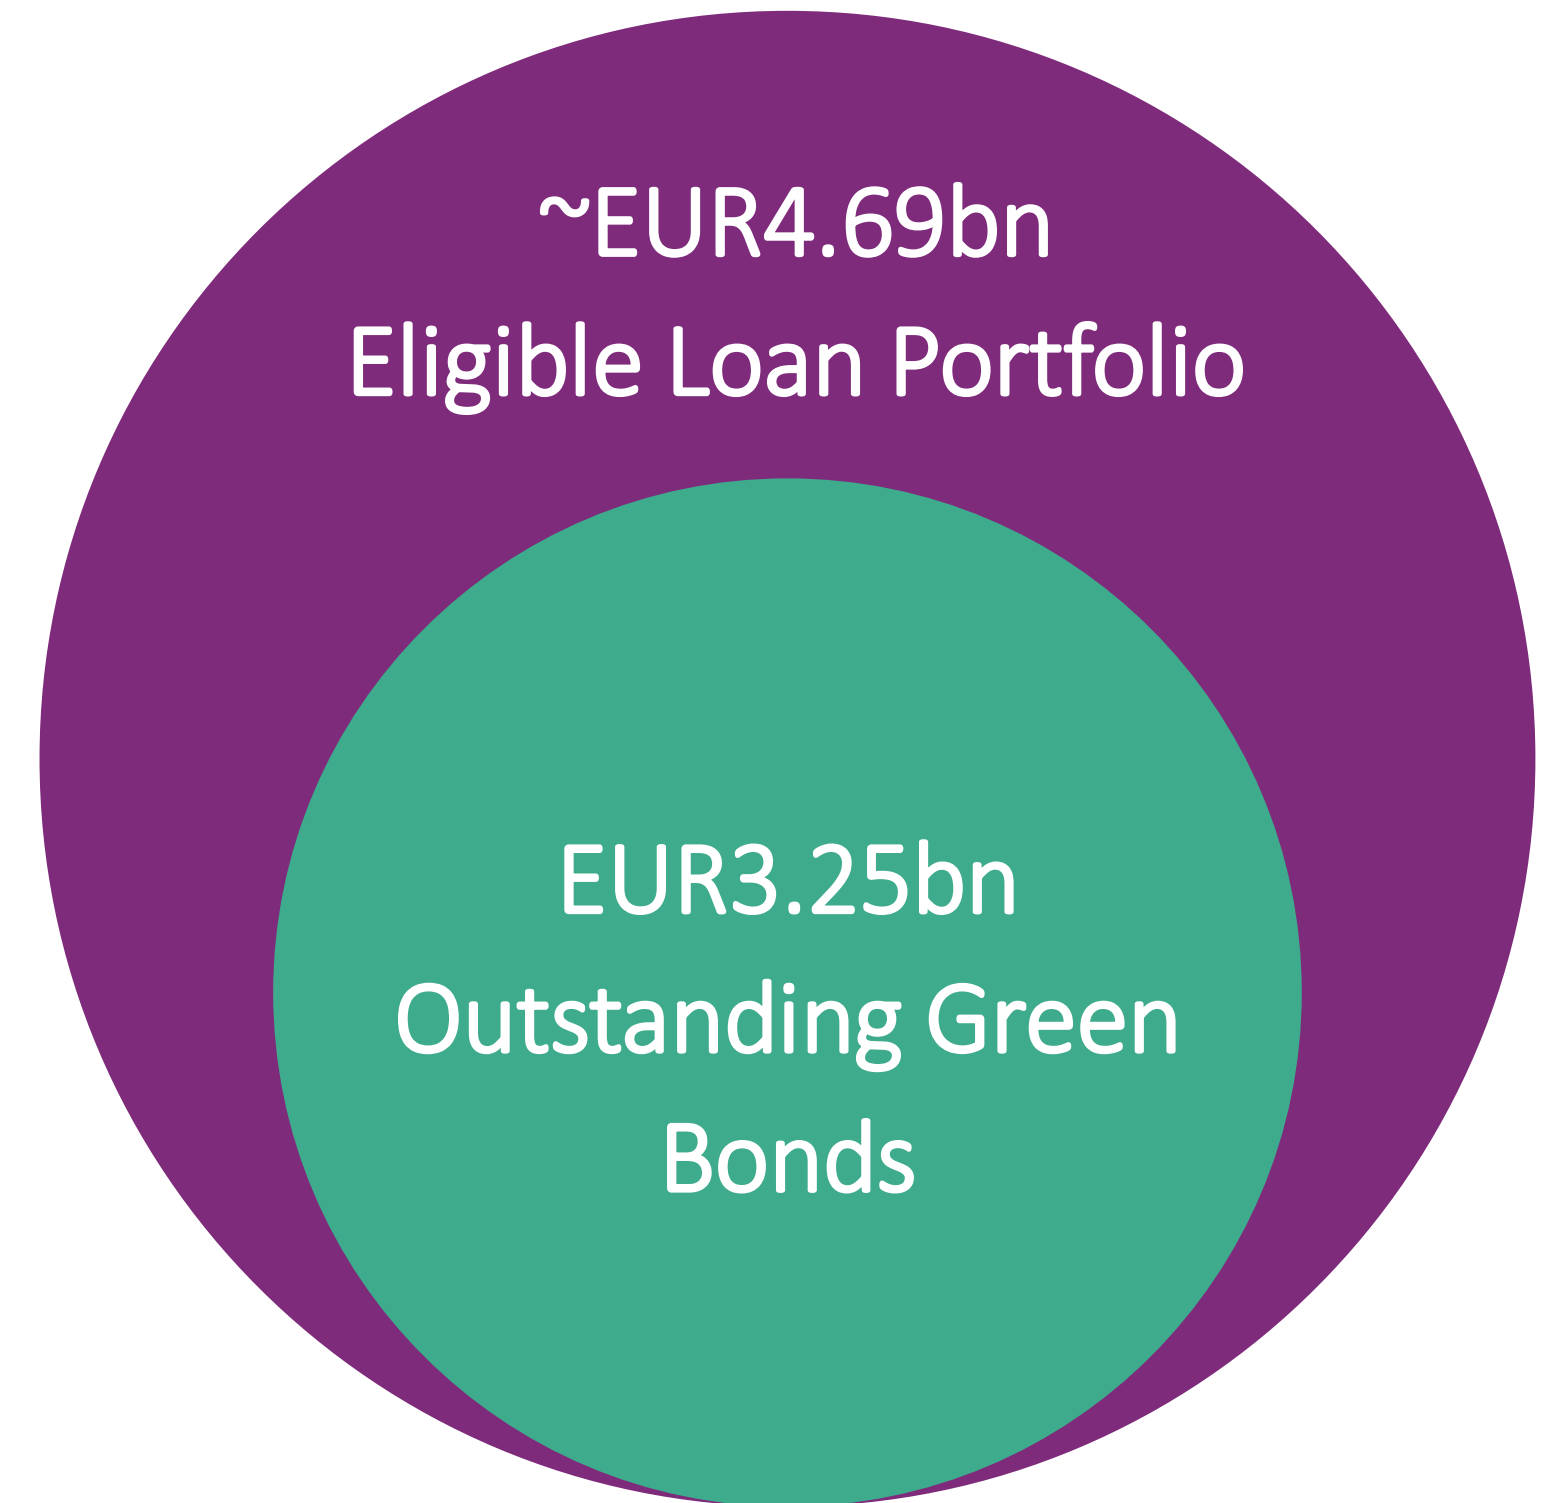 ~EUR4.69bn
Eligible Loan Portfolio
EUR3.25bn
Outstanding Green
Bonds